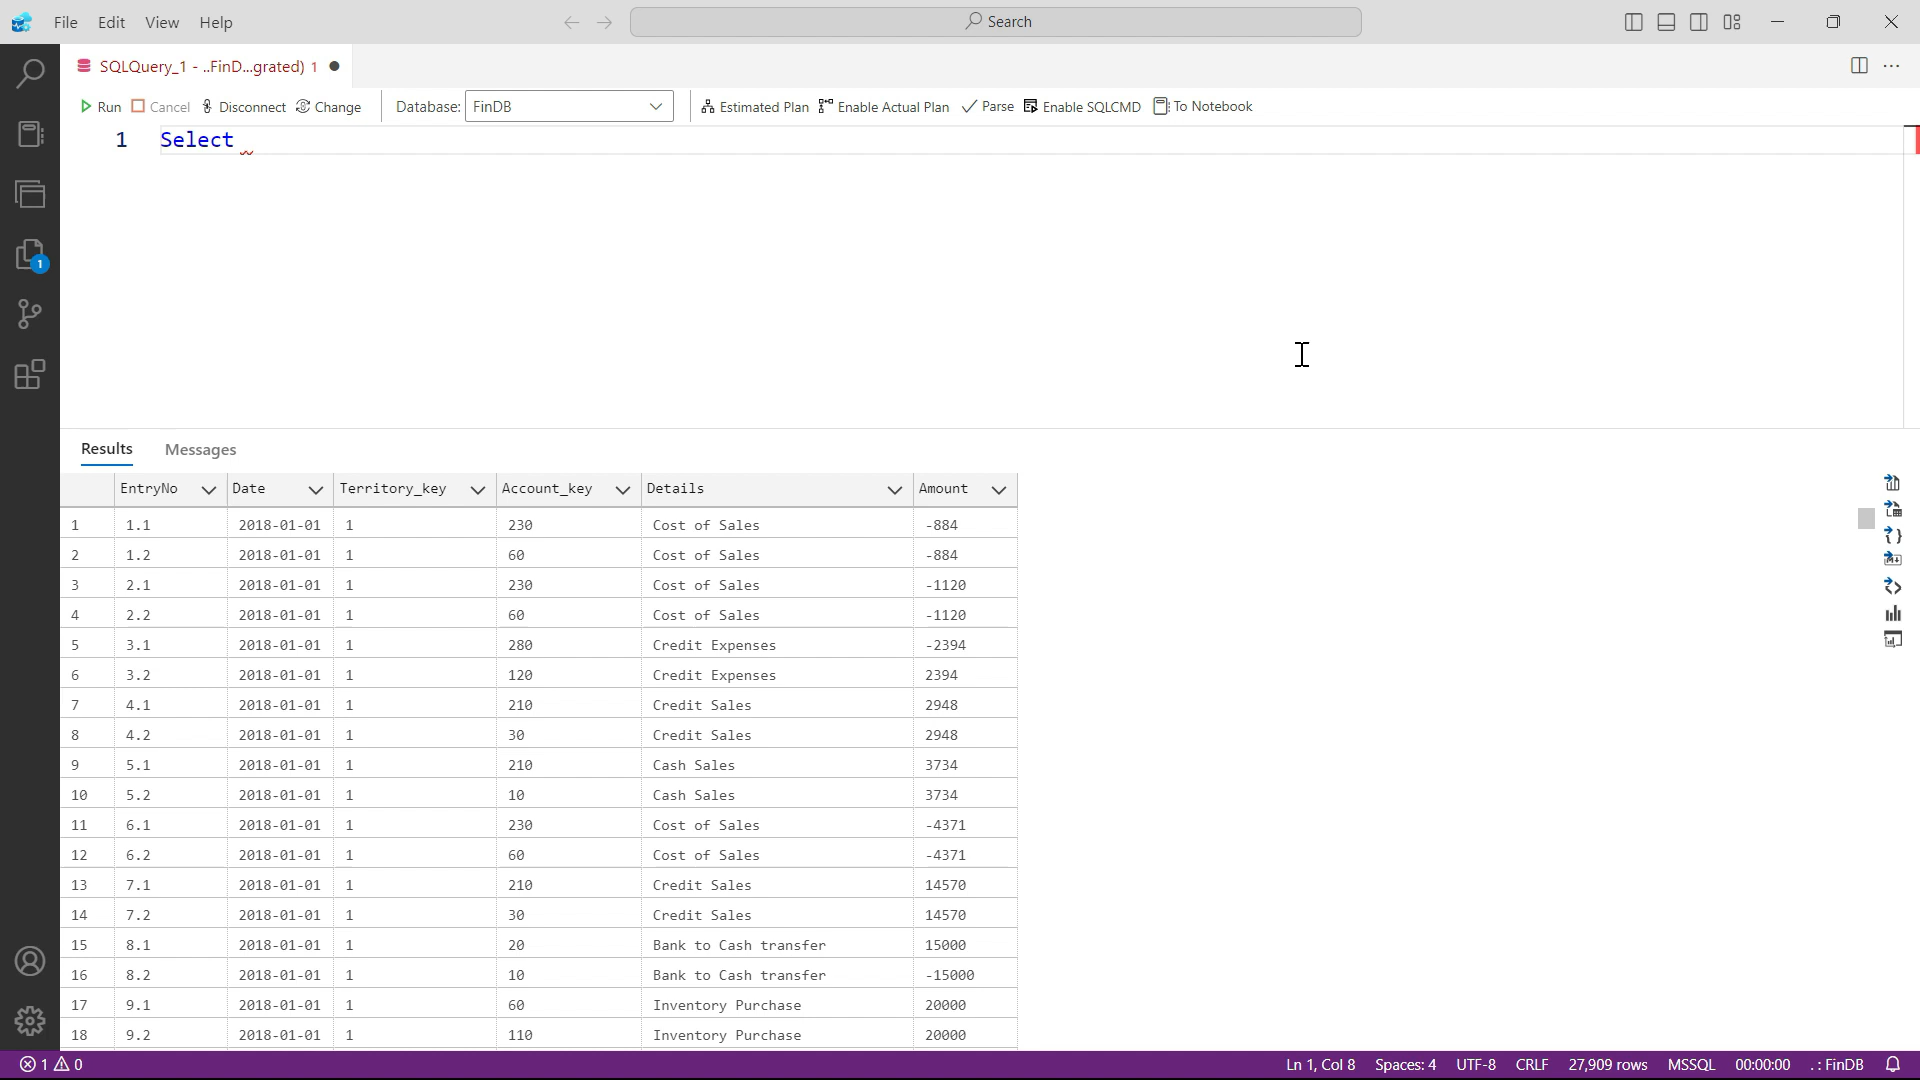 File Edit View Help Search
SQLQuery_1 - ..FinD...grated) 1
Run Cancel Disconnect Change Database: FinDB Estimated Plan Enable Actual Plan Parse Enable SQLCMD To Notebook
1 Select
1
Results Messages
EntryNo Date Territory_key Account_key Details Amount
1 1.1 2018-01-01 1 230 Cost of Sales -884
2 1.2 2018-01-01 1 60 Cost of Sales -884
3 2.1 2018-01-01 1 230 Cost of Sales -1120
4 2.2 2018-01-01 1 60 Cost of Sales -1120
5 3.1 2018-01-01 1 280 Credit Expenses -2394
6 3.2 2018-01-01 1 120 Credit Expenses 2394
7 4.1 2018-01-01 1 210 Credit Sales 2948
8 4.2 2018-01-01 1 30 Credit Sales 2948
9 5.1 2018-01-01 1 210 Cash Sales 3734
10 5.2 2018-01-01 1 10 Cash Sales 3734
11 6.1 2018-01-01 1 230 Cost of Sales -4371
12 6.2 2018-01-01 1 60 Cost of Sales -4371
13 7.1 2018-01-01 1 210 Credit Sales 14570
14 7.2 2018-01-01 1 30 Credit Sales 14570
15 8.1 2018-01-01 1 20 Bank to Cash transfer 15000
16 8.2 2018-01-01 1 10 Bank to Cash transfer -15000
17 9.1 2018-01-01 1 60 Inventory Purchase 20000
18 9.2 2018-01-01 1 110 Inventory Purchase 20000
1 0 Ln 1, Col 8 Spaces: 4 UTF-8 CRLF 27,909 rows MSSQL 00:00:00 . : FinDB